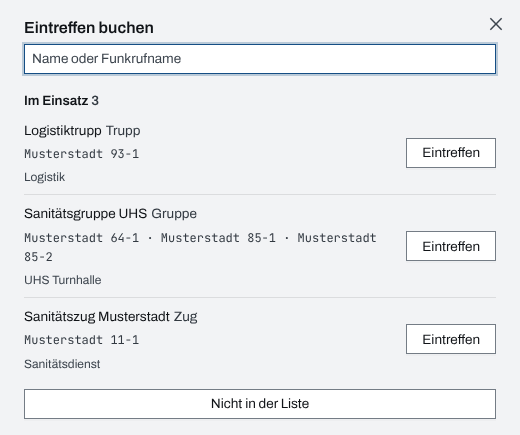 Eintreffen buchen
Name oder Funkrufname
Im Einsatz 3
Logistiktrupp Trupp
Musterstadt 93-1
Logistik
Eintreffen
Sanitätsgruppe UHS Gruppe
Musterstadt 64-1 · Musterstadt 85-1 · Musterstadt
85-2
UHS Turnhalle
Eintreffen
Sanitätszug Musterstadt Zug
Musterstadt 11-1
Sanitätsdienst
Eintreffen
Nicht in der Liste